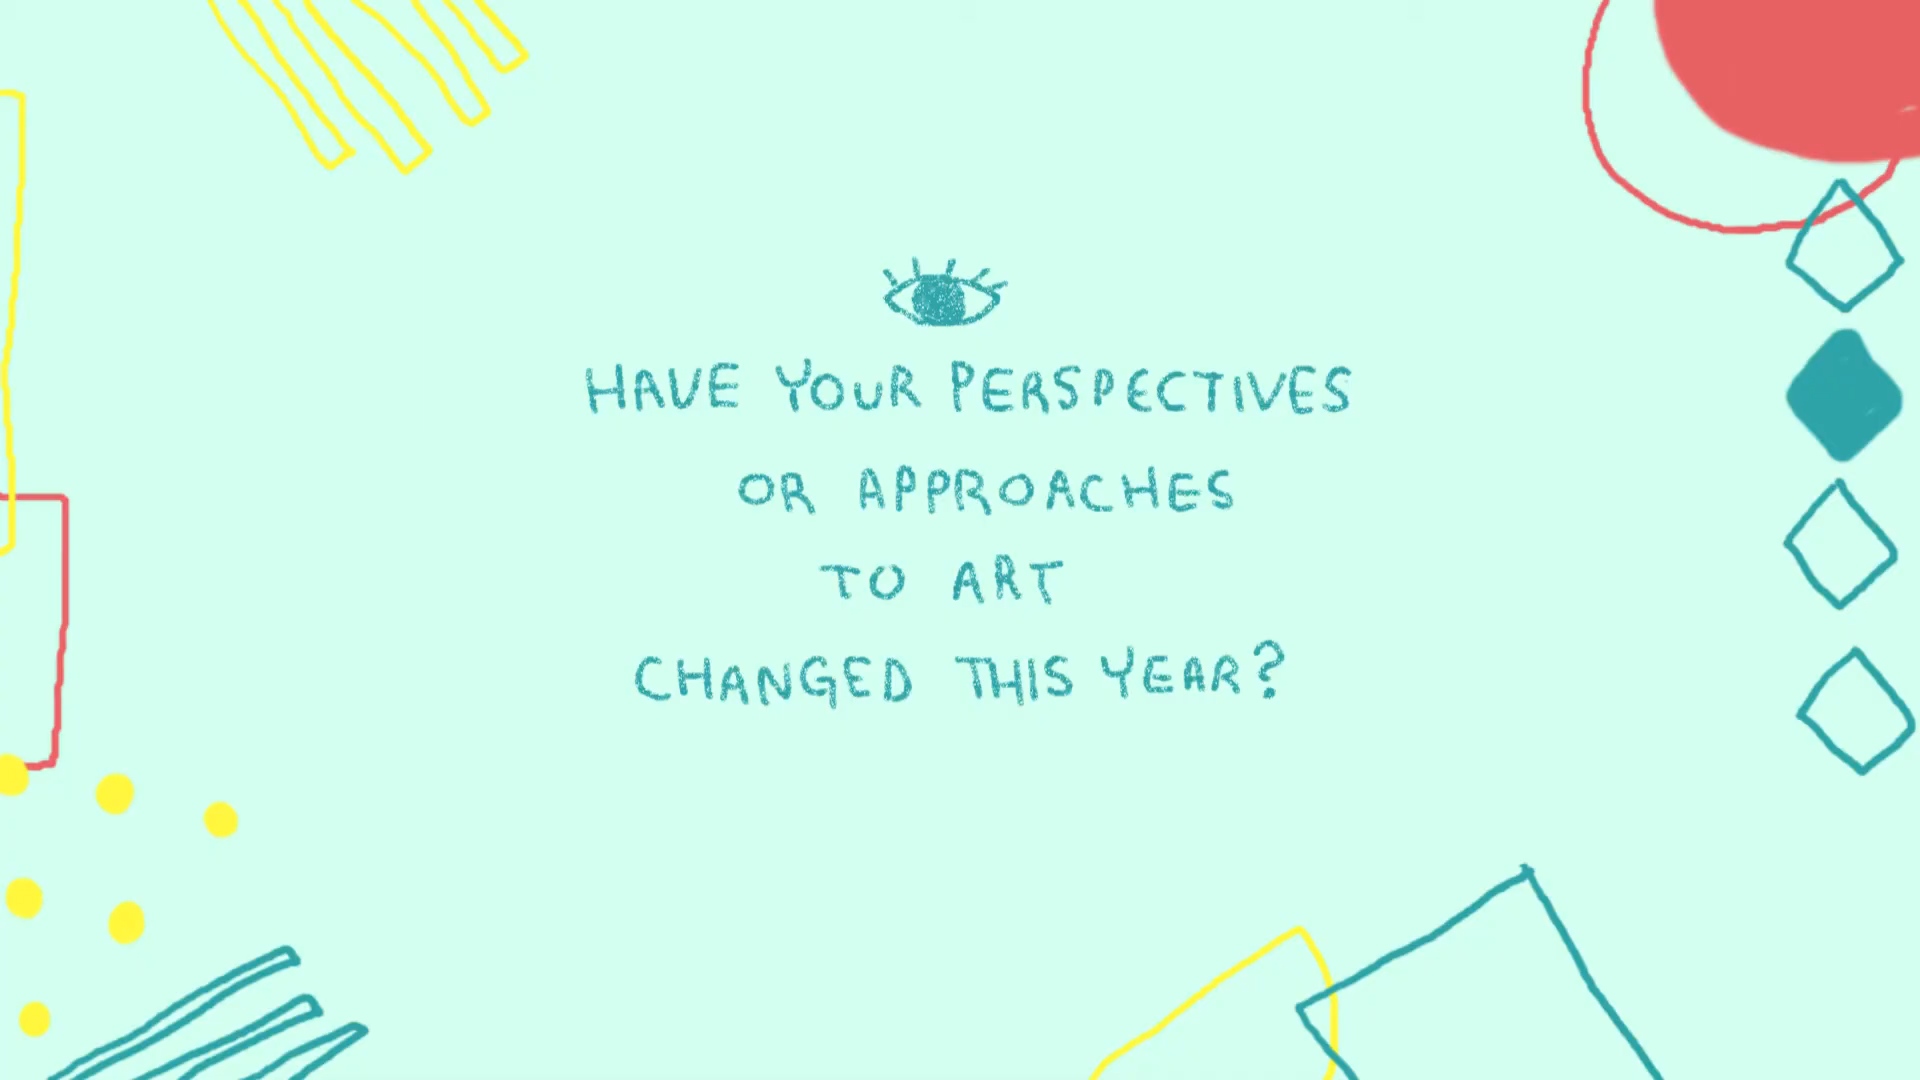 HAVE YOUR PERSPECTIVES
OR APPROACHES
TO ART
CHANGED THIS YEAR?